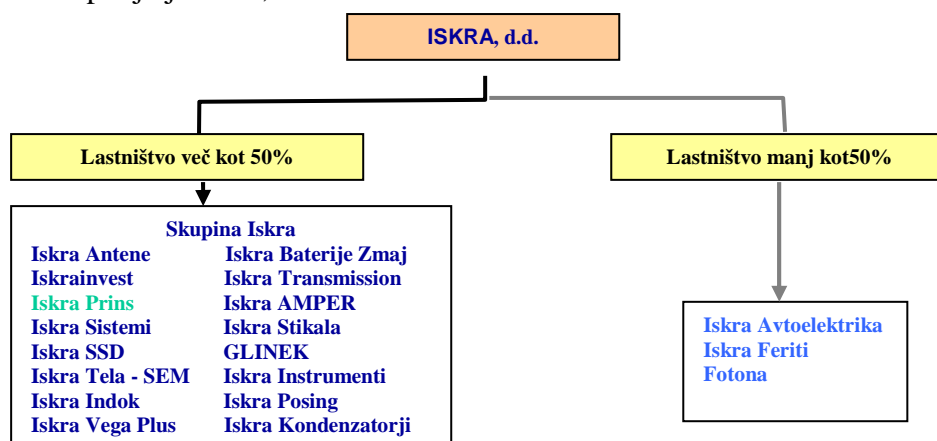 ISKRA, d.d.
Lastništvo več kot 50%
Lastništvo manj kot50%
Skupina Iskra
Iskra Antene Iskra Baterije Zmaj
Iskrainvest Iskra Transmission
Iskra Prins Iskra AMPER
Iskra Sistemi Iskra Stikala
Iskra SSD GLINEK
Iskra Tela - SEM Iskra Instrumenti
Iskra Indok Iskra Posing
Iskra Vega Plus Iskra Kondenzatorji
Iskra Avtoelektrika
Iskra Feriti
Fotona